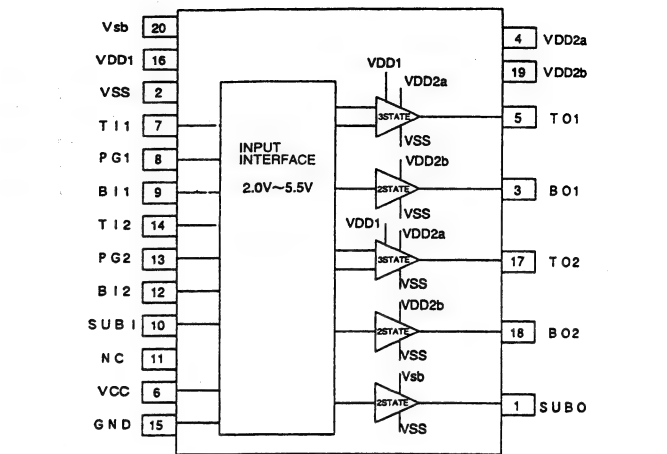 Vsb 20
VDD1 16
VSS 2
TI1 7
PG1 8
BI1 9
TI2 14
PG2 13
BI2 12
SUBI 10
NC 11
VCC 6
GND 15
INPUT
INTERFACE
2.0V~5.5V
VDD1
VDD2a
3STATE
VSS
VDD2b
2STATE
VSS
VDD1
VDD2a
3STATE
VSS
VDD2b
2STATE
VSS
Vsb
2STATE
VSS
4 VDD2a
19 VDD2b
5 TO1
3 BO1
17 TO2
18 BO2
1 SUBO